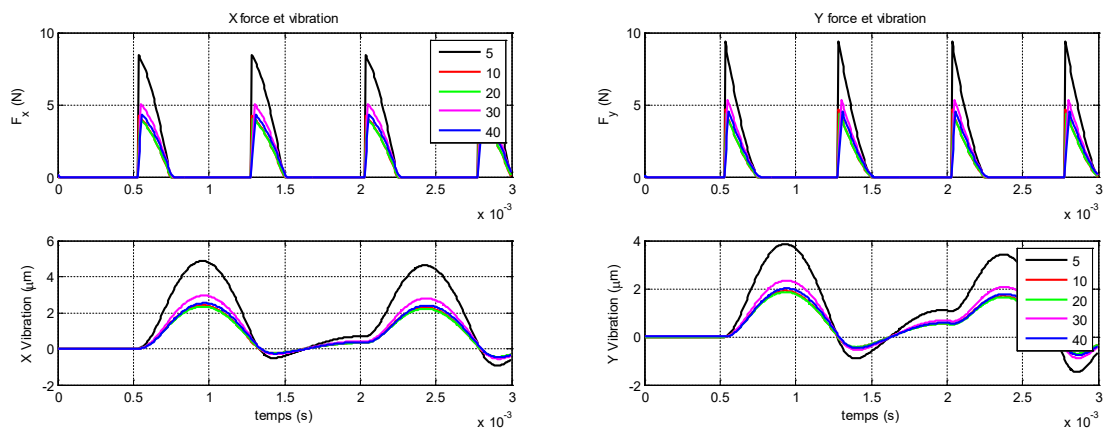 X force et vibration
10
5
0
F_x (N)
5
10
20
30
40
0 0.5 1 1.5 2 2.5 3
x 10^-3
6
4
2
0
-2
X Vibration (µm)
0 0.5 1 1.5 2 2.5 3
x 10^-3
temps (s)
Y force et vibration
10
5
0
F_y (N)
0 0.5 1 1.5 2 2.5 3
x 10^-3
4
2
0
-2
Y Vibration (µm)
5
10
20
30
40
0 0.5 1 1.5 2 2.5 3
x 10^-3
temps (s)